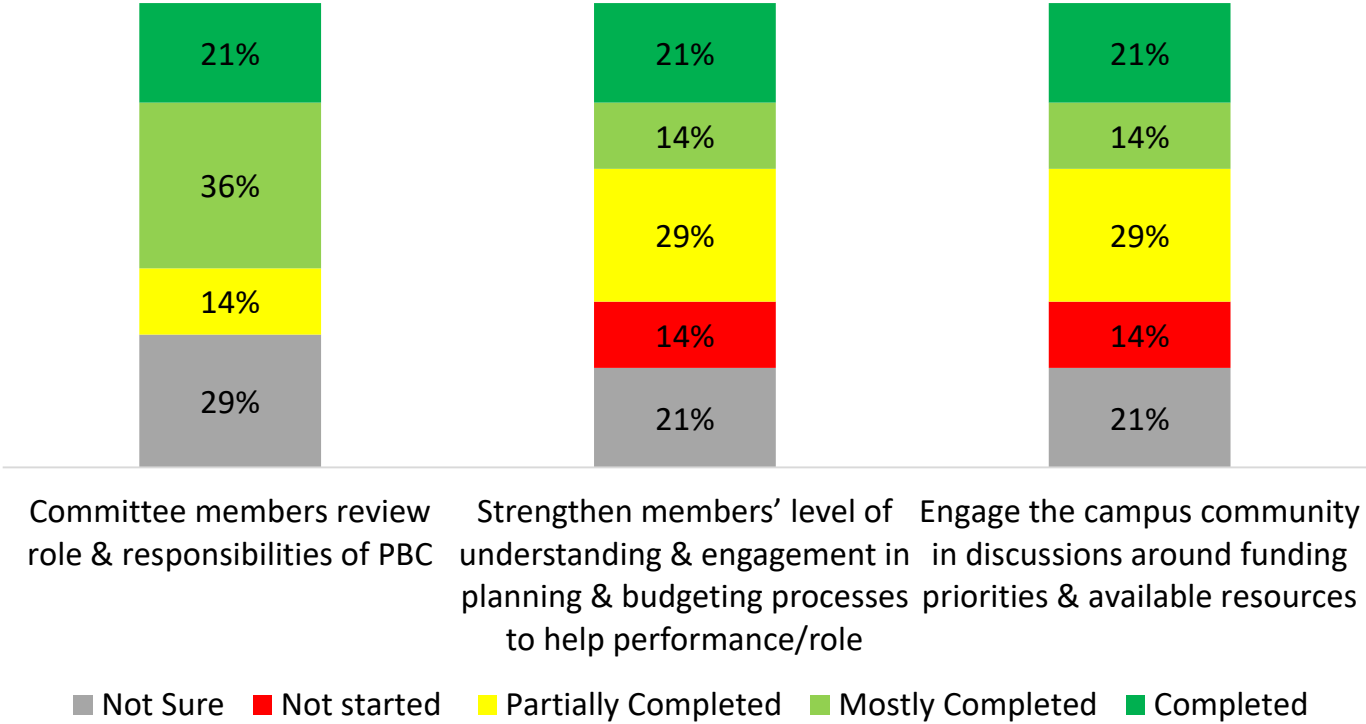 21%
36%
14%
29%
21%
14%
29%
14%
21%
21%
14%
29%
14%
21%
Committee members review
role & responsibilities of PBC
Strengthen members’ level of
understanding & engagement in
planning & budgeting processes
to help performance/role
Engage the campus community
in discussions around funding
priorities & available resources
Not Sure
Not started
Partially Completed
Mostly Completed
Completed